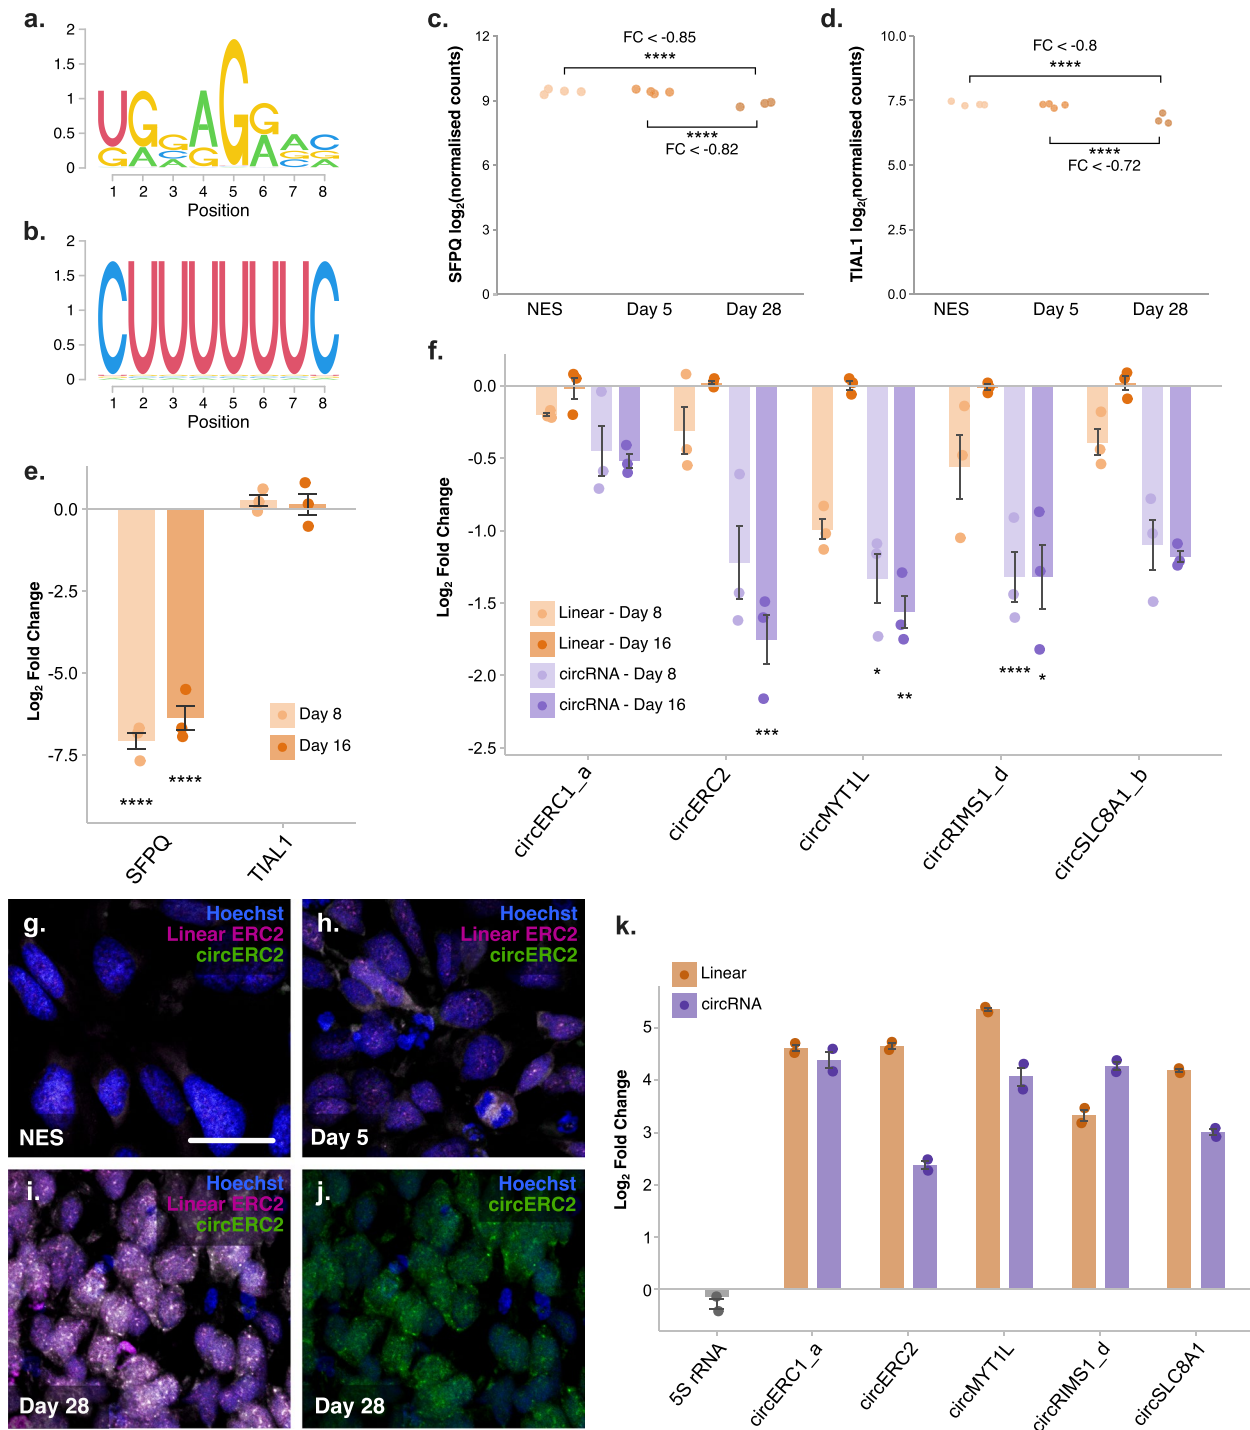 a.
2
1.5
1
0.5
0
UGGAGGAC
GACG AGG
CA
1 2 3 4 5 6 7 8
Position
b.
2
1.5
1
0.5
0
CUUUUUUC
1 2 3 4 5 6 7 8
Position
c.
SFPQ log2(normalised counts)
12
9
6
3
0
FC < -0.85
****
****
FC < -0.82
NES Day 5 Day 28
d.
TIAL1 log2(normalised counts)
10.0
7.5
5.0
2.5
0.0
FC < -0.8
****
****
FC < -0.72
NES Day 5 Day 28
e.
Log2 Fold Change
0.0
-2.5
-5.0
-7.5
Day 8
Day 16
****
****
SFPQ
TIAL1
f.
Log2 Fold Change
0.0
-0.5
-1.0
-1.5
-2.0
-2.5
Linear - Day 8
Linear - Day 16
circRNA - Day 8
circRNA - Day 16
***
*
**
****
*
circERC1_a
circERC2
circMYT1L
circRIMS1_d
circSLC8A1_b
g.
Hoechst
Linear ERC2
circERC2
NES
h.
Hoechst
Linear ERC2
circERC2
Day 5
i.
Hoechst
Linear ERC2
circERC2
Day 28
j.
Hoechst
circERC2
Day 28
k.
Linear
circRNA
Log2 Fold Change
5
4
3
2
1
0
5S rRNA
circERC1_a
circERC2
circMYT1L
circRIMS1_d
circSLC8A1